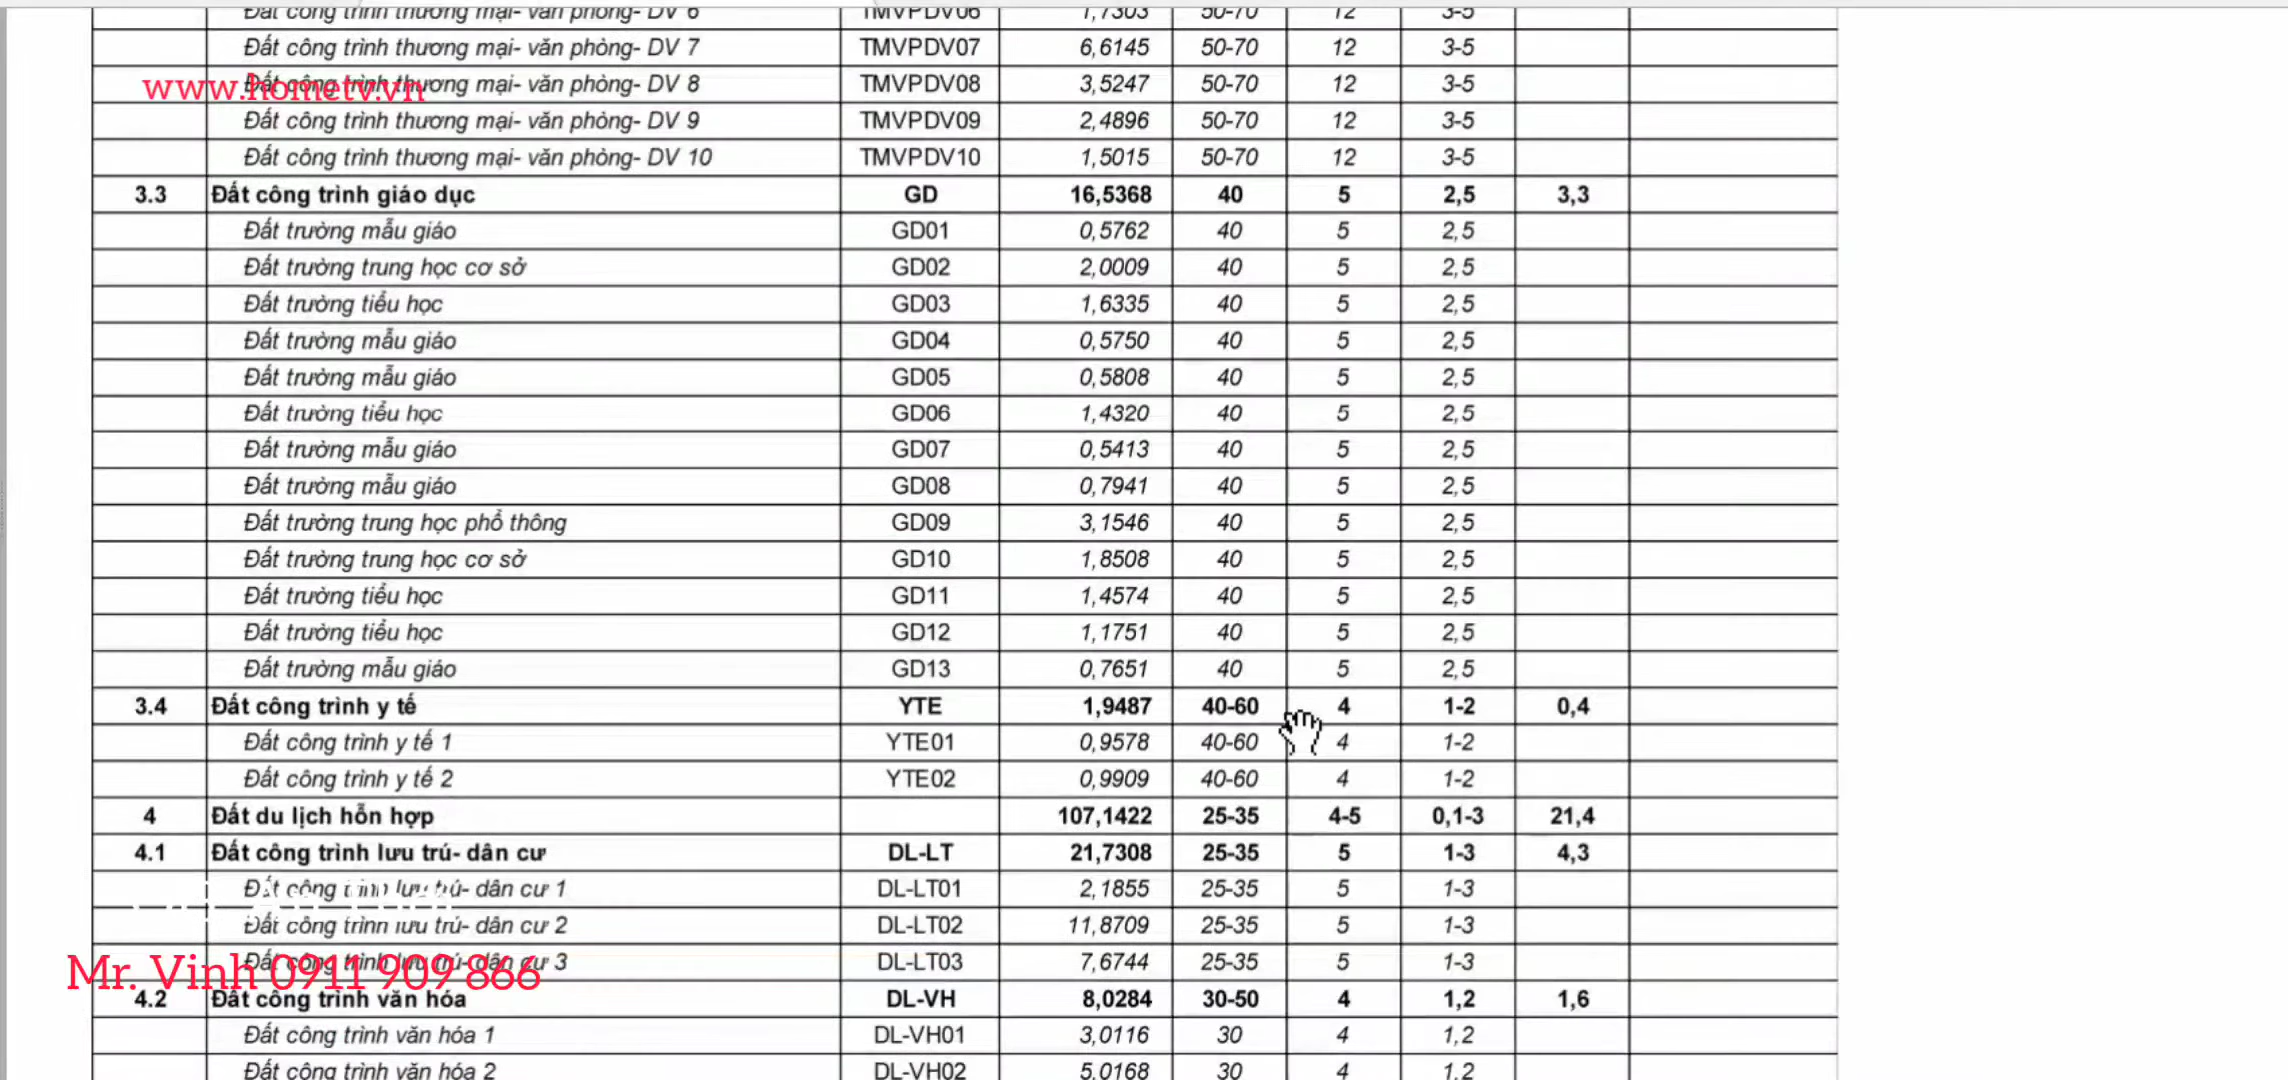 Đất công trình thương mại- văn phòng- DV 6 TMVPDV06 1,7303 50-70 12 3-5
Đất công trình thương mại- văn phòng- DV 7 TMVPDV07 6,6145 50-70 12 3-5
www.hometv.vn
Đất công trình thương mại- văn phòng- DV 8 TMVPDV08 3,5247 50-70 12 3-5
Đất công trình thương mại- văn phòng- DV 9 TMVPDV09 2,4896 50-70 12 3-5
Đất công trình thương mại- văn phòng- DV 10 TMVPDV10 1,5015 50-70 12 3-5
3.3 Đất công trình giáo dục GD 16,5368 40 5 2,5 3,3
Đất trường mẫu giáo GD01 0,5762 40 5 2,5
Đất trường trung học cơ sở GD02 2,0009 40 5 2,5
Đất trường tiểu học GD03 1,6335 40 5 2,5
Đất trường mẫu giáo GD04 0,5750 40 5 2,5
Đất trường mẫu giáo GD05 0,5808 40 5 2,5
Đất trường tiểu học GD06 1,4320 40 5 2,5
Đất trường mẫu giáo GD07 0,5413 40 5 2,5
Đất trường mẫu giáo GD08 0,7941 40 5 2,5
Đất trường trung học phổ thông GD09 3,1546 40 5 2,5
Đất trường trung học cơ sở GD10 1,8508 40 5 2,5
Đất trường tiểu học GD11 1,4574 40 5 2,5
Đất trường tiểu học GD12 1,1751 40 5 2,5
Đất trường mẫu giáo GD13 0,7651 40 5 2,5
3.4 Đất công trình y tế YTE 1,9487 40-60 4 1-2 0,4
Đất công trình y tế 1 YTE01 0,9578 40-60 4 1-2
Đất công trình y tế 2 YTE02 0,9909 40-60 4 1-2
4 Đất du lịch hỗn hợp 107,1422 25-35 4-5 0,1-3 21,4
4.1 Đất công trình lưu trú- dân cư DL-LT 21,7308 25-35 5 1-3 4,3
Đất công trình lưu trú- dân cư 1 DL-LT01 2,1855 25-35 5 1-3
Đất công trình lưu trú- dân cư 2 DL-LT02 11,8709 25-35 5 1-3
Đất công trình lưu trú- dân cư 3 DL-LT03 7,6744 25-35 5 1-3
Mr. Vinh 0911 909 866
4.2 Đất công trình văn hóa DL-VH 8,0284 30-50 4 1,2 1,6
Đất công trình văn hóa 1 DL-VH01 3,0116 30 4 1,2
Đất công trình văn hóa 2 DL-VH02 5,0168 30 4 1,2